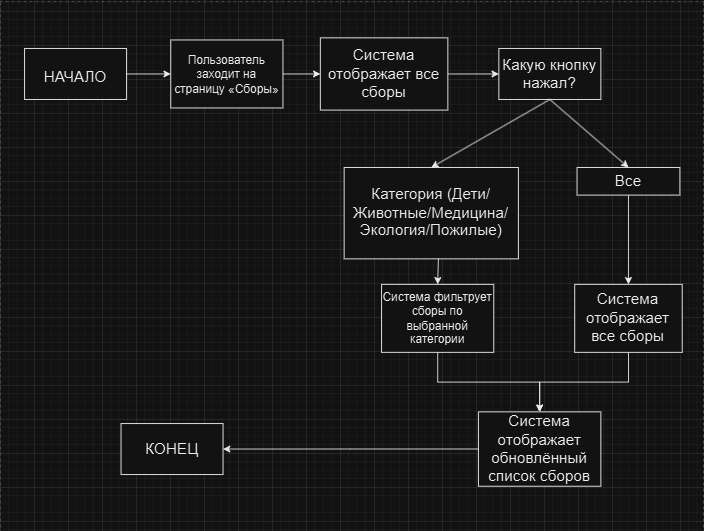 НАЧАЛО
Пользователь
заходит на
страницу «Сборы»
Система
отображает все
сборы
Какую кнопку
нажал?
Категория (Дети/
Животные/Медицина/
Экология/Пожилые)
Все
Система фильтрует
сборы по
выбранной
категории
Система
отображает
все сборы
Система
отображает
обновлённый
список сборов
КОНЕЦ